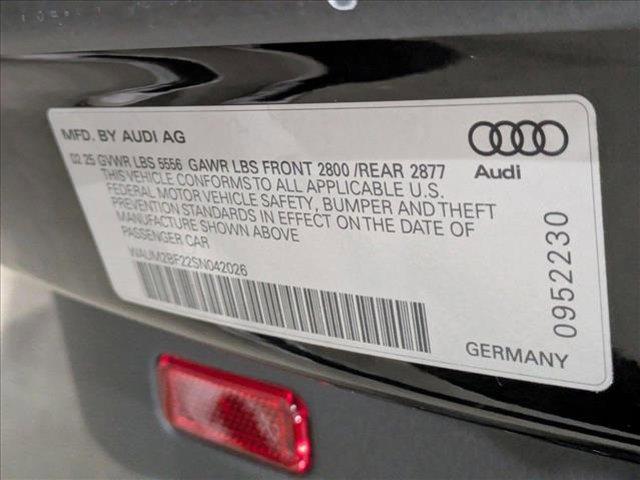 MFD. BY AUDI AG
02 25 GVWR LBS 5556 GAWR LBS FRONT 2800 /REAR 2877
THIS VEHICLE CONFORMS TO ALL APPLICABLE U.S.
FEDERAL MOTOR VEHICLE SAFETY, BUMPER AND THEFT
PREVENTION STANDARDS IN EFFECT ON THE DATE OF
MANUFACTURE SHOWN ABOVE
PASSENGER CAR
WAUM2BF22SN042026
Audi
0952230
GERMANY